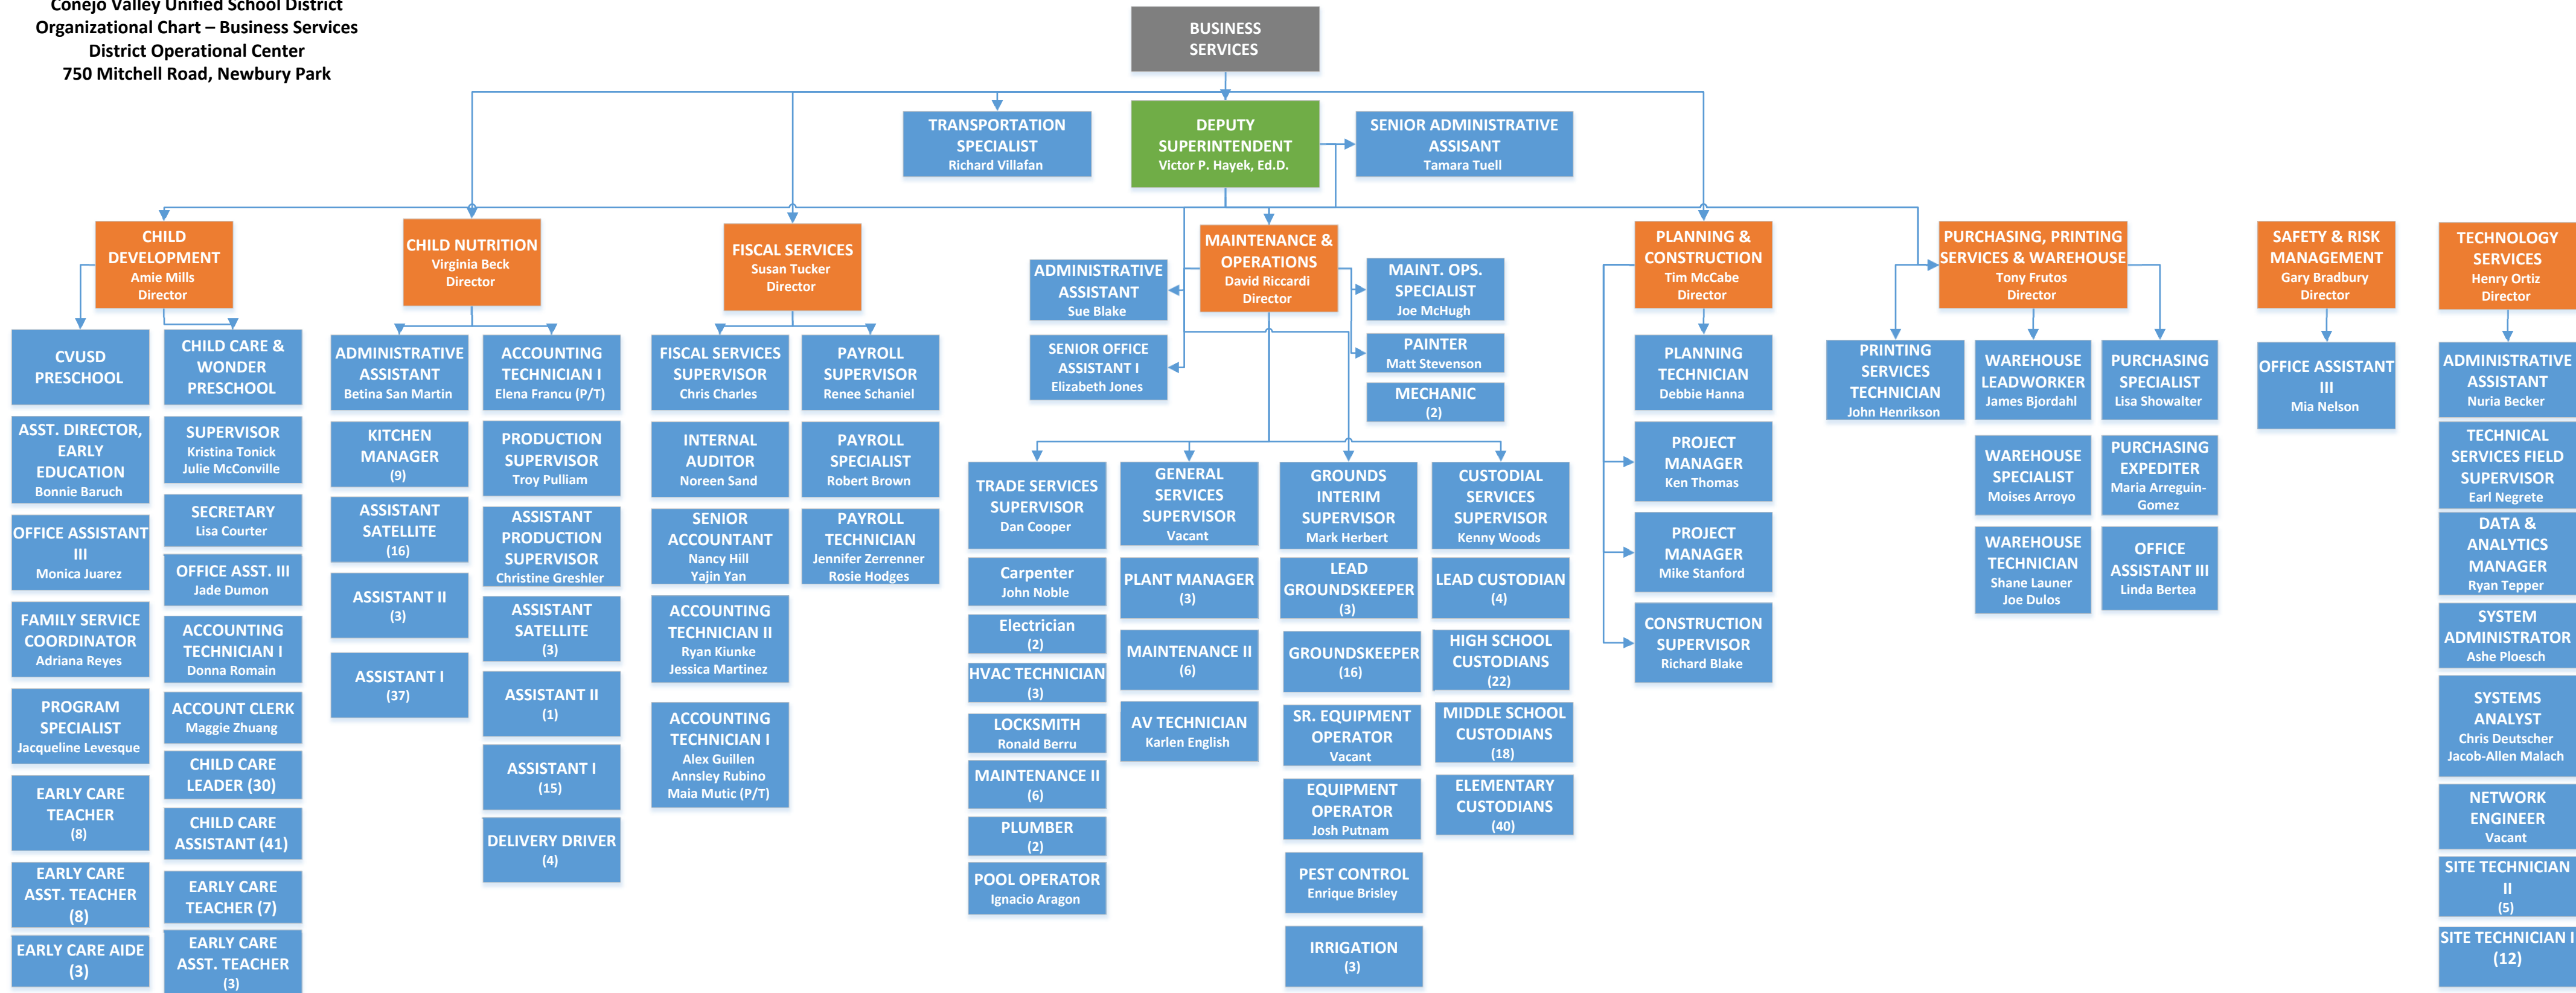 Conejo Valley Unified School District
Organizational Chart – Business Services
District Operational Center
750 Mitchell Road, Newbury Park
BUSINESS
SERVICES
TRANSPORTATION
SPECIALIST
Richard Villafan
DEPUTY
SUPERINTENDENT
Victor P. Hayek, Ed.D.
SENIOR ADMINISTRATIVE
ASSISANT
Tamara Tuell
CHILD
DEVELOPMENT
Amie Mills
Director
CVUSD
PRESCHOOL
ASST. DIRECTOR,
EARLY
EDUCATION
Bonnie Baruch
OFFICE ASSISTANT
III
Monica Juarez
FAMILY SERVICE
COORDINATOR
Adriana Reyes
PROGRAM
SPECIALIST
Jacqueline Levesque
EARLY CARE
TEACHER
(8)
EARLY CARE
ASST. TEACHER
(8)
EARLY CARE AIDE
(3)
CHILD CARE &
WONDER
PRESCHOOL
SUPERVISOR
Kristina Tonick
Julie McConville
SECRETARY
Lisa Courter
OFFICE ASST. III
Jade Dumon
ACCOUNTING
TECHNICIAN I
Donna Romain
ACCOUNT CLERK
Maggie Zhuang
CHILD CARE
LEADER (30)
CHILD CARE
ASSISTANT (41)
EARLY CARE
TEACHER (7)
EARLY CARE
ASST. TEACHER
(3)
CHILD NUTRITION
Virginia Beck
Director
ADMINISTRATIVE
ASSISTANT
Betina San Martin
KITCHEN
MANAGER
(9)
ASSISTANT
SATELLITE
(16)
ASSISTANT II
(3)
ASSISTANT I
(37)
ACCOUNTING
TECHNICIAN I
Elena Francu (P/T)
PRODUCTION
SUPERVISOR
Troy Pulliam
ASSISTANT
PRODUCTION
SUPERVISOR
Christine Greshler
ASSISTANT
SATELLITE
(3)
ASSISTANT II
(1)
ASSISTANT I
(15)
DELIVERY DRIVER
(4)
FISCAL SERVICES
Susan Tucker
Director
FISCAL SERVICES
SUPERVISOR
Chris Charles
INTERNAL
AUDITOR
Noreen Sand
SENIOR
ACCOUNTANT
Nancy Hill
Yajin Yan
ACCOUNTING
TECHNICIAN II
Ryan Kiunke
Jessica Martinez
ACCOUNTING
TECHNICIAN I
Alex Guillen
Annsley Rubino
Maia Mutic (P/T)
PAYROLL
SUPERVISOR
Renee Schaniel
PAYROLL
SPECIALIST
Robert Brown
PAYROLL
TECHNICIAN
Jennifer Zerrenner
Rosie Hodges
MAINTENANCE &
OPERATIONS
David Riccardi
Director
ADMINISTRATIVE
ASSISTANT
Sue Blake
SENIOR OFFICE
ASSISTANT I
Elizabeth Jones
MAINT. OPS.
SPECIALIST
Joe McHugh
PAINTER
Matt Stevenson
MECHANIC
(2)
TRADE SERVICES
SUPERVISOR
Dan Cooper
Carpenter
John Noble
Electrician
(2)
HVAC TECHNICIAN
(3)
LOCKSMITH
Ronald Berru
MAINTENANCE II
(6)
PLUMBER
(2)
POOL OPERATOR
Ignacio Aragon
GENERAL
SERVICES
SUPERVISOR
Vacant
PLANT MANAGER
(3)
MAINTENANCE II
(6)
AV TECHNICIAN
Karlen English
GROUNDS
INTERIM
SUPERVISOR
Mark Herbert
LEAD
GROUNDSKEEPER
(3)
GROUNDSKEEPER
(16)
SR. EQUIPMENT
OPERATOR
Vacant
EQUIPMENT
OPERATOR
Josh Putnam
PEST CONTROL
Enrique Brisley
IRRIGATION
(3)
CUSTODIAL
SERVICES
SUPERVISOR
Kenny Woods
LEAD CUSTODIAN
(4)
HIGH SCHOOL
CUSTODIANS
(22)
MIDDLE SCHOOL
CUSTODIANS
(18)
ELEMENTARY
CUSTODIANS
(40)
PLANNING &
CONSTRUCTION
Tim McCabe
Director
PLANNING
TECHNICIAN
Debbie Hanna
PROJECT
MANAGER
Ken Thomas
PROJECT
MANAGER
Mike Stanford
CONSTRUCTION
SUPERVISOR
Richard Blake
PURCHASING, PRINTING
SERVICES & WAREHOUSE
Tony Frutos
Director
PRINTING
SERVICES
TECHNICIAN
John Henrikson
WAREHOUSE
LEADWORKER
James Bjordahl
WAREHOUSE
SPECIALIST
Moises Arroyo
WAREHOUSE
TECHNICIAN
Shane Launer
Joe Dulos
PURCHASING
SPECIALIST
Lisa Showalter
PURCHASING
EXPEDITER
Maria Arreguin-
Gomez
OFFICE
ASSISTANT III
Linda Bertea
SAFETY & RISK
MANAGEMENT
Gary Bradbury
Director
OFFICE ASSISTANT
III
Mia Nelson
TECHNOLOGY
SERVICES
Henry Ortiz
Director
ADMINISTRATIVE
ASSISTANT
Nuria Becker
TECHNICAL
SERVICES FIELD
SUPERVISOR
Earl Negrete
DATA &
ANALYTICS
MANAGER
Ryan Tepper
SYSTEM
ADMINISTRATOR
Ashe Ploesch
SYSTEMS
ANALYST
Chris Deutscher
Jacob-Allen Malach
NETWORK
ENGINEER
Vacant
SITE TECHNICIAN
II
(5)
SITE TECHNICIAN I
(12)